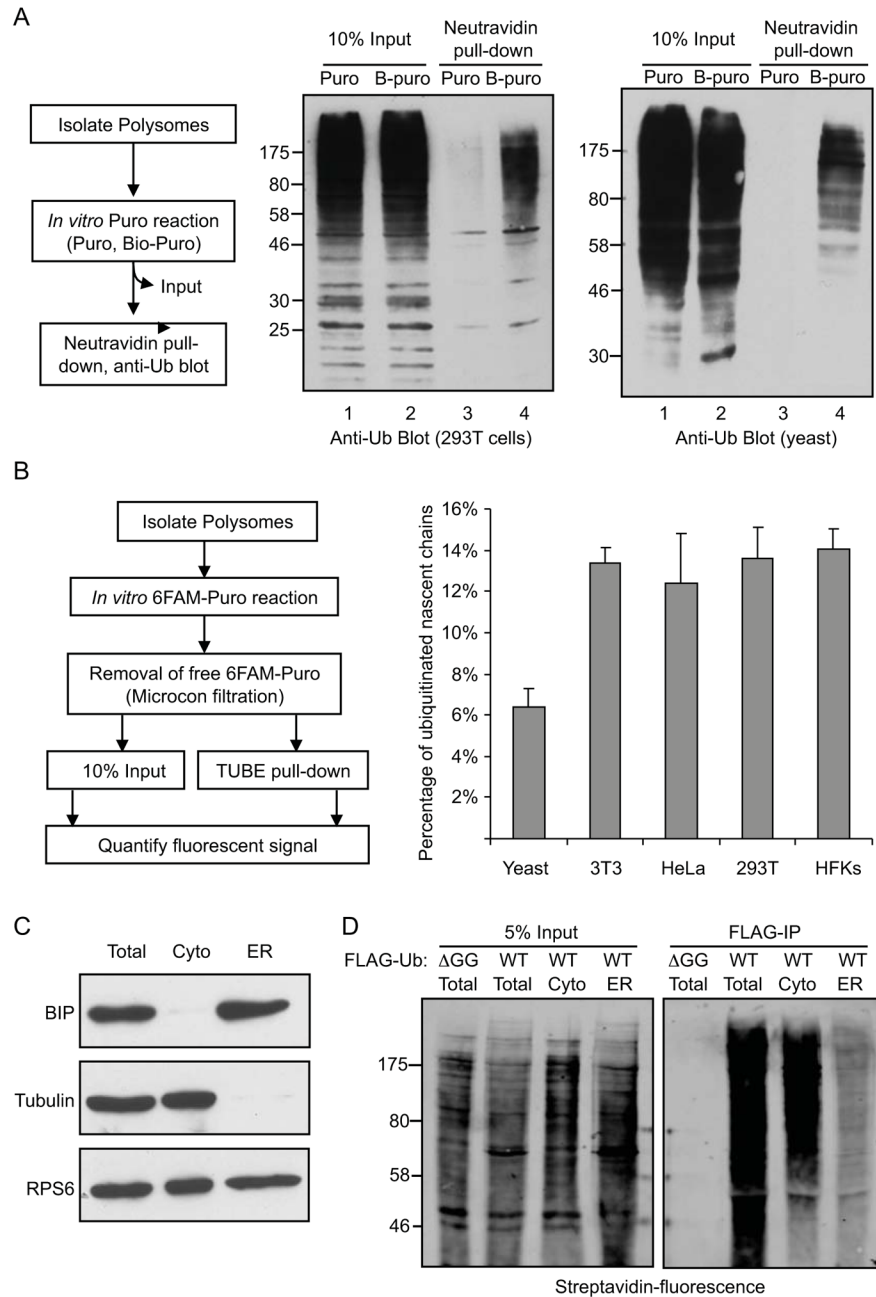 A
Isolate Polysomes
In vitro Puro reaction
(Puro, Bio-Puro)
Input
Neutravidin pull-
down, anti-Ub blot
10% Input
Neutravidin
pull-down
Puro B-puro Puro B-puro
175
80
58
46
30
25
1 2 3 4
Anti-Ub Blot (293T cells)
10% Input
Neutravidin
pull-down
Puro B-puro Puro B-puro
175
80
58
46
30
1 2 3 4
Anti-Ub Blot (yeast)
B
Isolate Polysomes
In vitro 6FAM-Puro reaction
Removal of free 6FAM-Puro
(Microcon filtration)
10% Input
TUBE pull-down
Quantify fluorescent signal
Percentage of ubiquitinated nascent chains
16%
14%
12%
10%
8%
6%
4%
2%
Yeast 3T3 HeLa 293T HFKs
C
Total Cyto ER
BIP
Tubulin
RPS6
D
5% Input
FLAG-IP
FLAG-Ub: ΔGG WT WT WT ΔGG WT WT WT
Total Total Cyto ER Total Total Cyto ER
175
80
58
46
Streptavidin-fluorescence